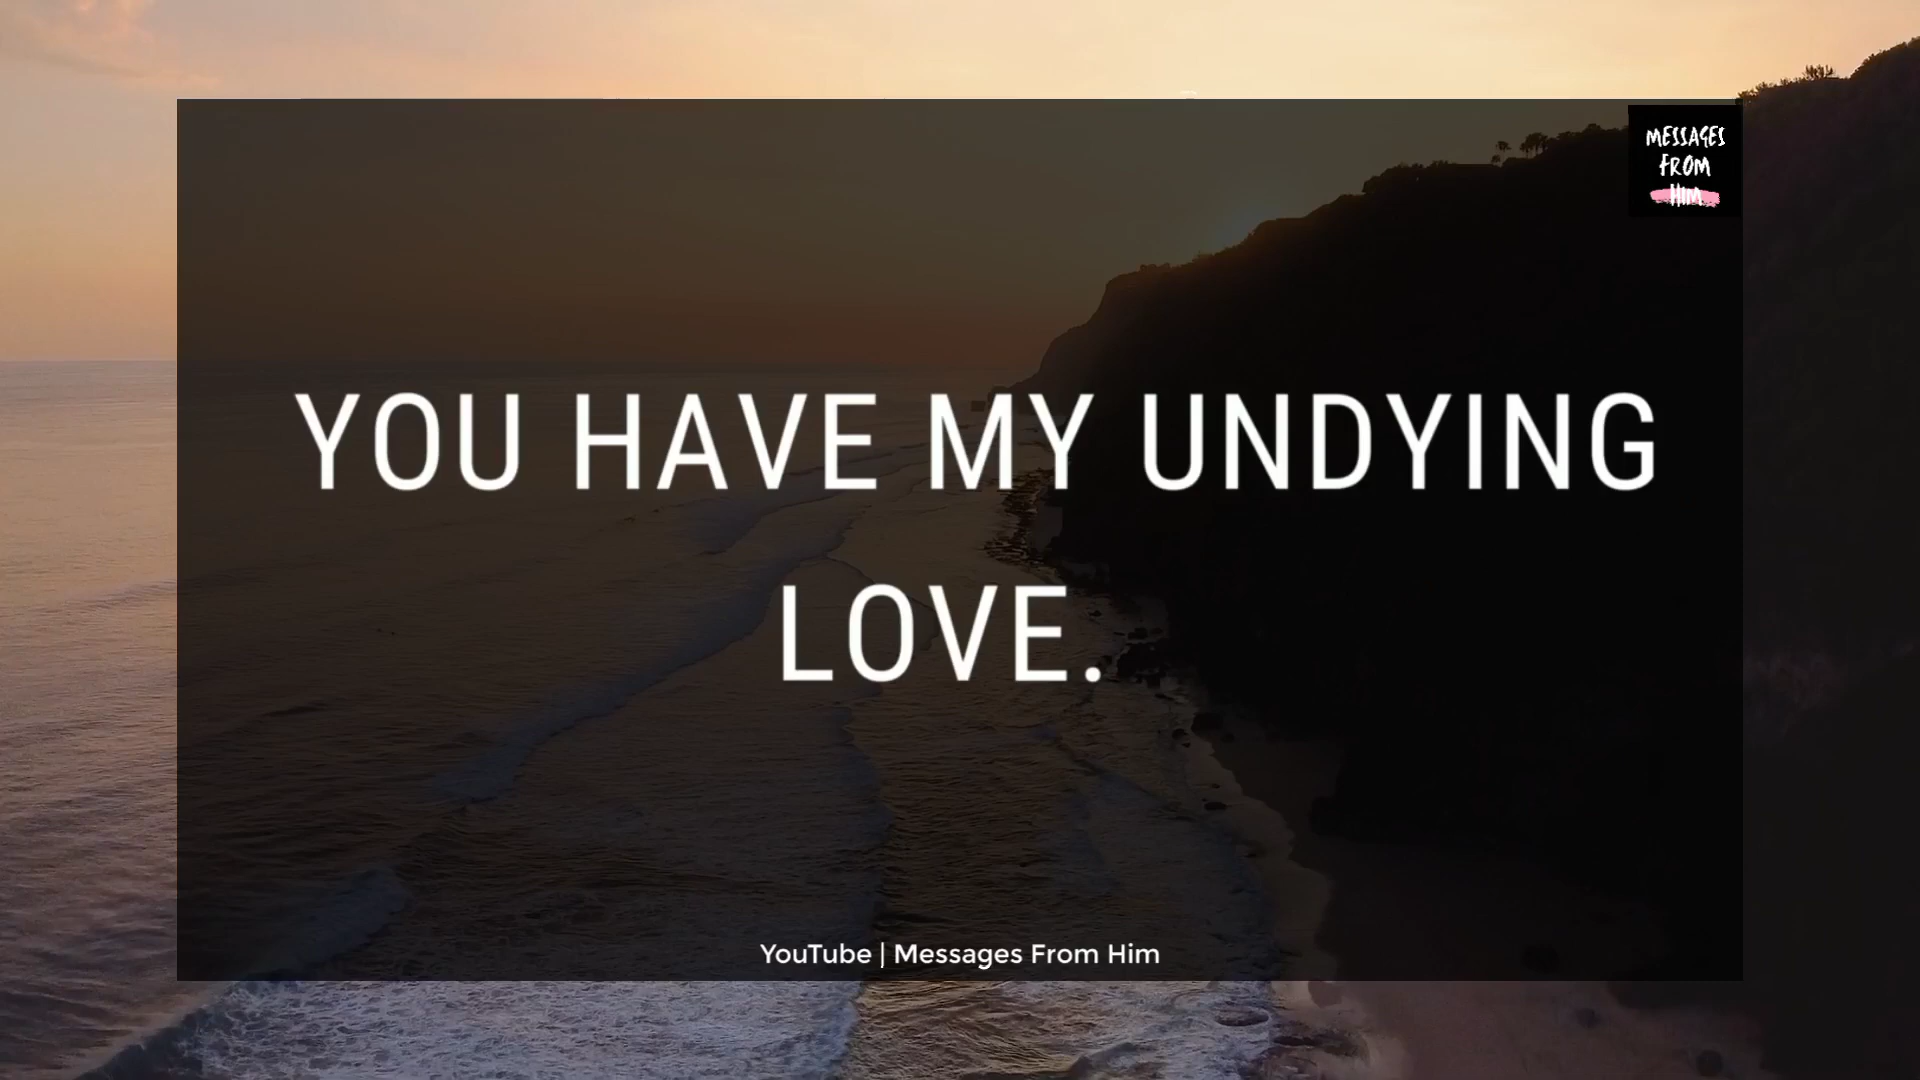 MESSAGES
FROM
HIM
YOU HAVE MY UNDYING
LOVE.
YouTube | Messages From Him